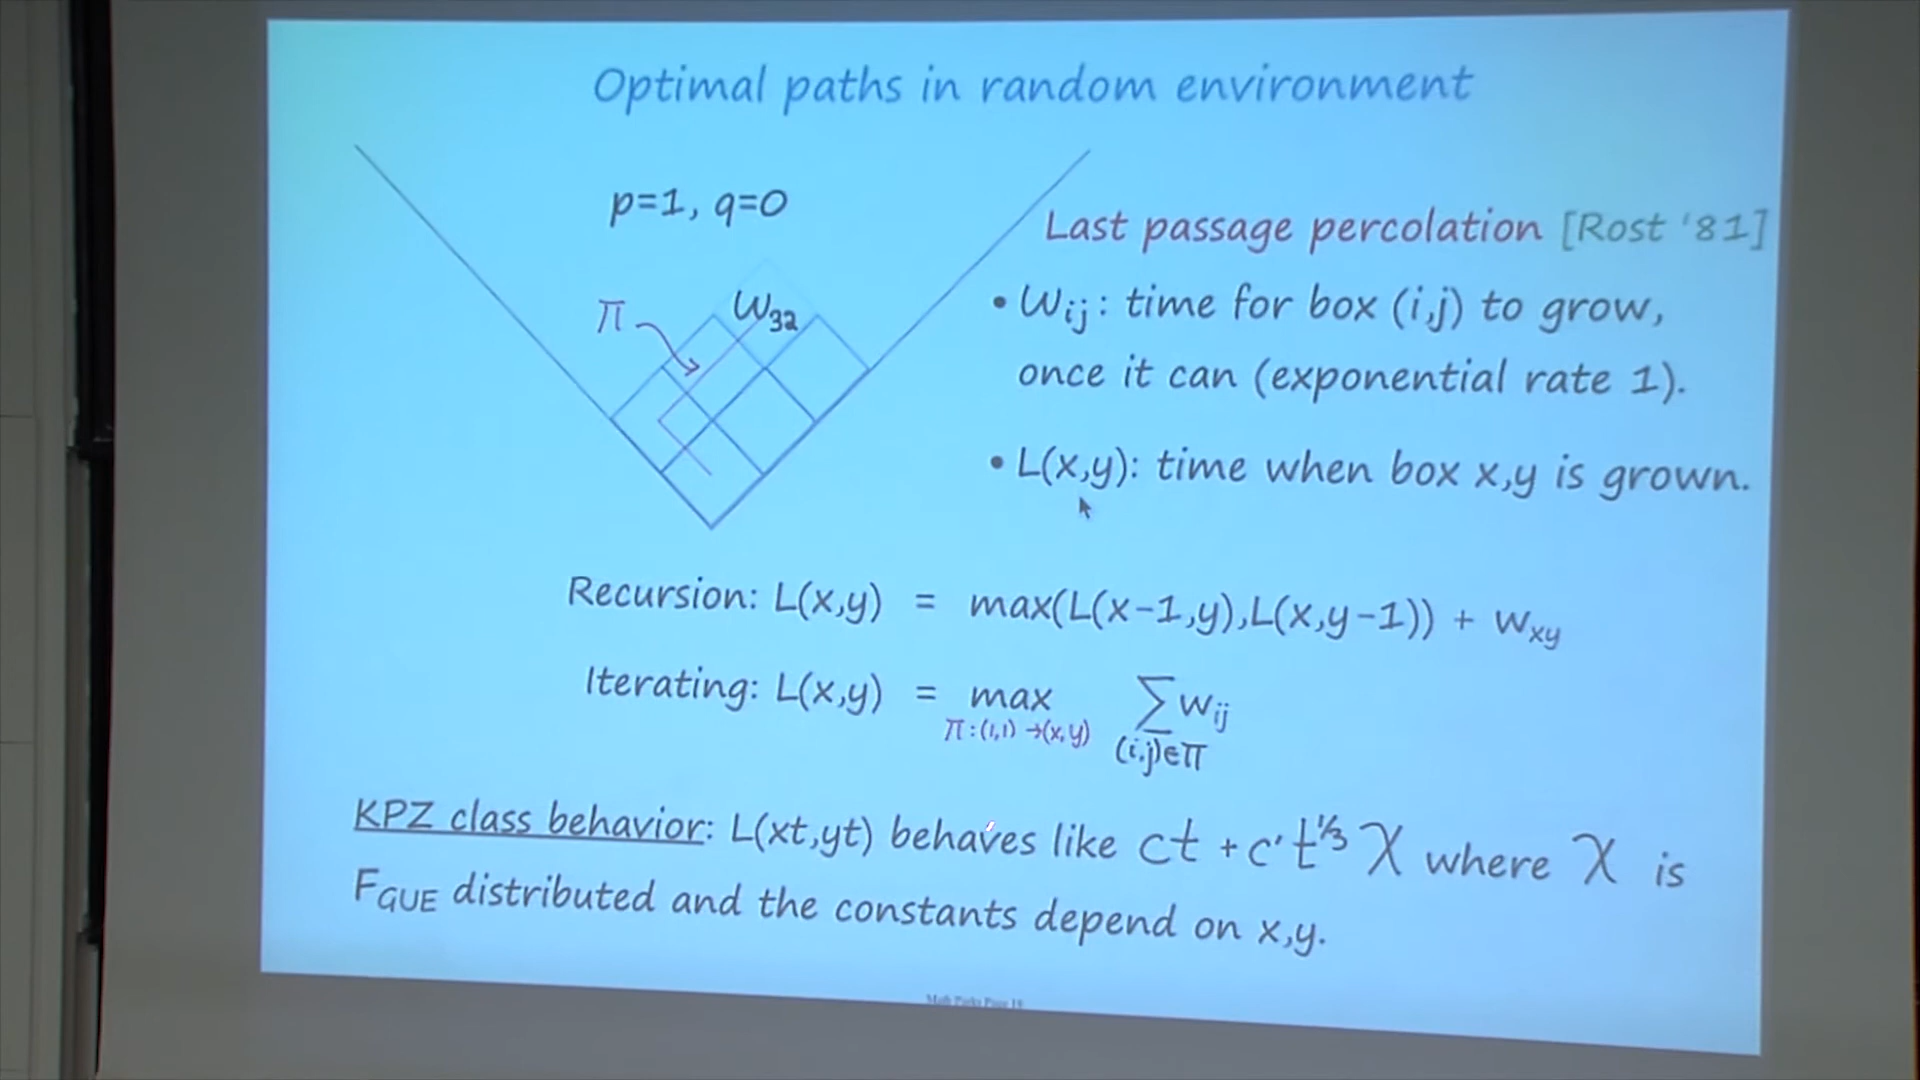 Optimal paths in random environment
p=1, q=0
π
W₃₂
Last passage percolation [Rost '81]
• Wᵢⱼ: time for box (i,j) to grow,
once it can (exponential rate 1).
• L(x,y): time when box x,y is grown.
Recursion: L(x,y) = max(L(x-1,y),L(x,y-1)) + w_xy
Iterating: L(x,y) = max ∑wᵢⱼ
π:(1,1)→(x,y) (i,j)∈π
KPZ class behavior: L(xt,yt) behaves like ct + c't^⅓ χ where χ is
F_GUE distributed and the constants depend on x,y.